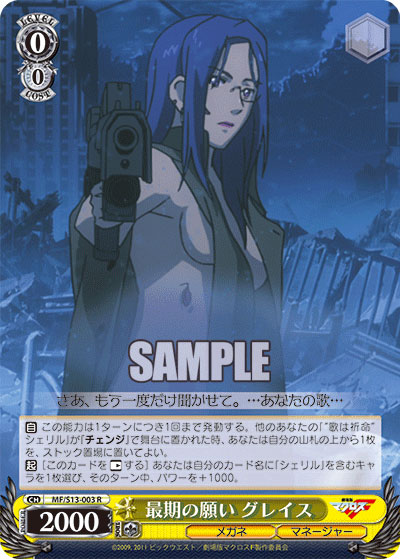 LEVEL
0
0
COST
SAMPLE
さあ、もう一度だけ聞かせて。…あなたの歌…
自 この能力は1ターンにつき1回まで発動する。他のあなたの「“歌は祈命”
シェリル」が「チェンジ」で舞台に置かれた時、あなたは自分の山札の上から1枚
を、ストック置場に置いてよい。
起 [このカードを□する] あなたは自分のカード名に「シェリル」を含むキャ
ラを1枚選び、そのターン中、パワーを+1000。
CH MF/S13-003 R
POWER
2000
最期の願い グレイス
劇場版
マクロスF
メガネ
マネージャー
©2009, 2011 ビックウエスト/劇場版マクロスF製作委員会